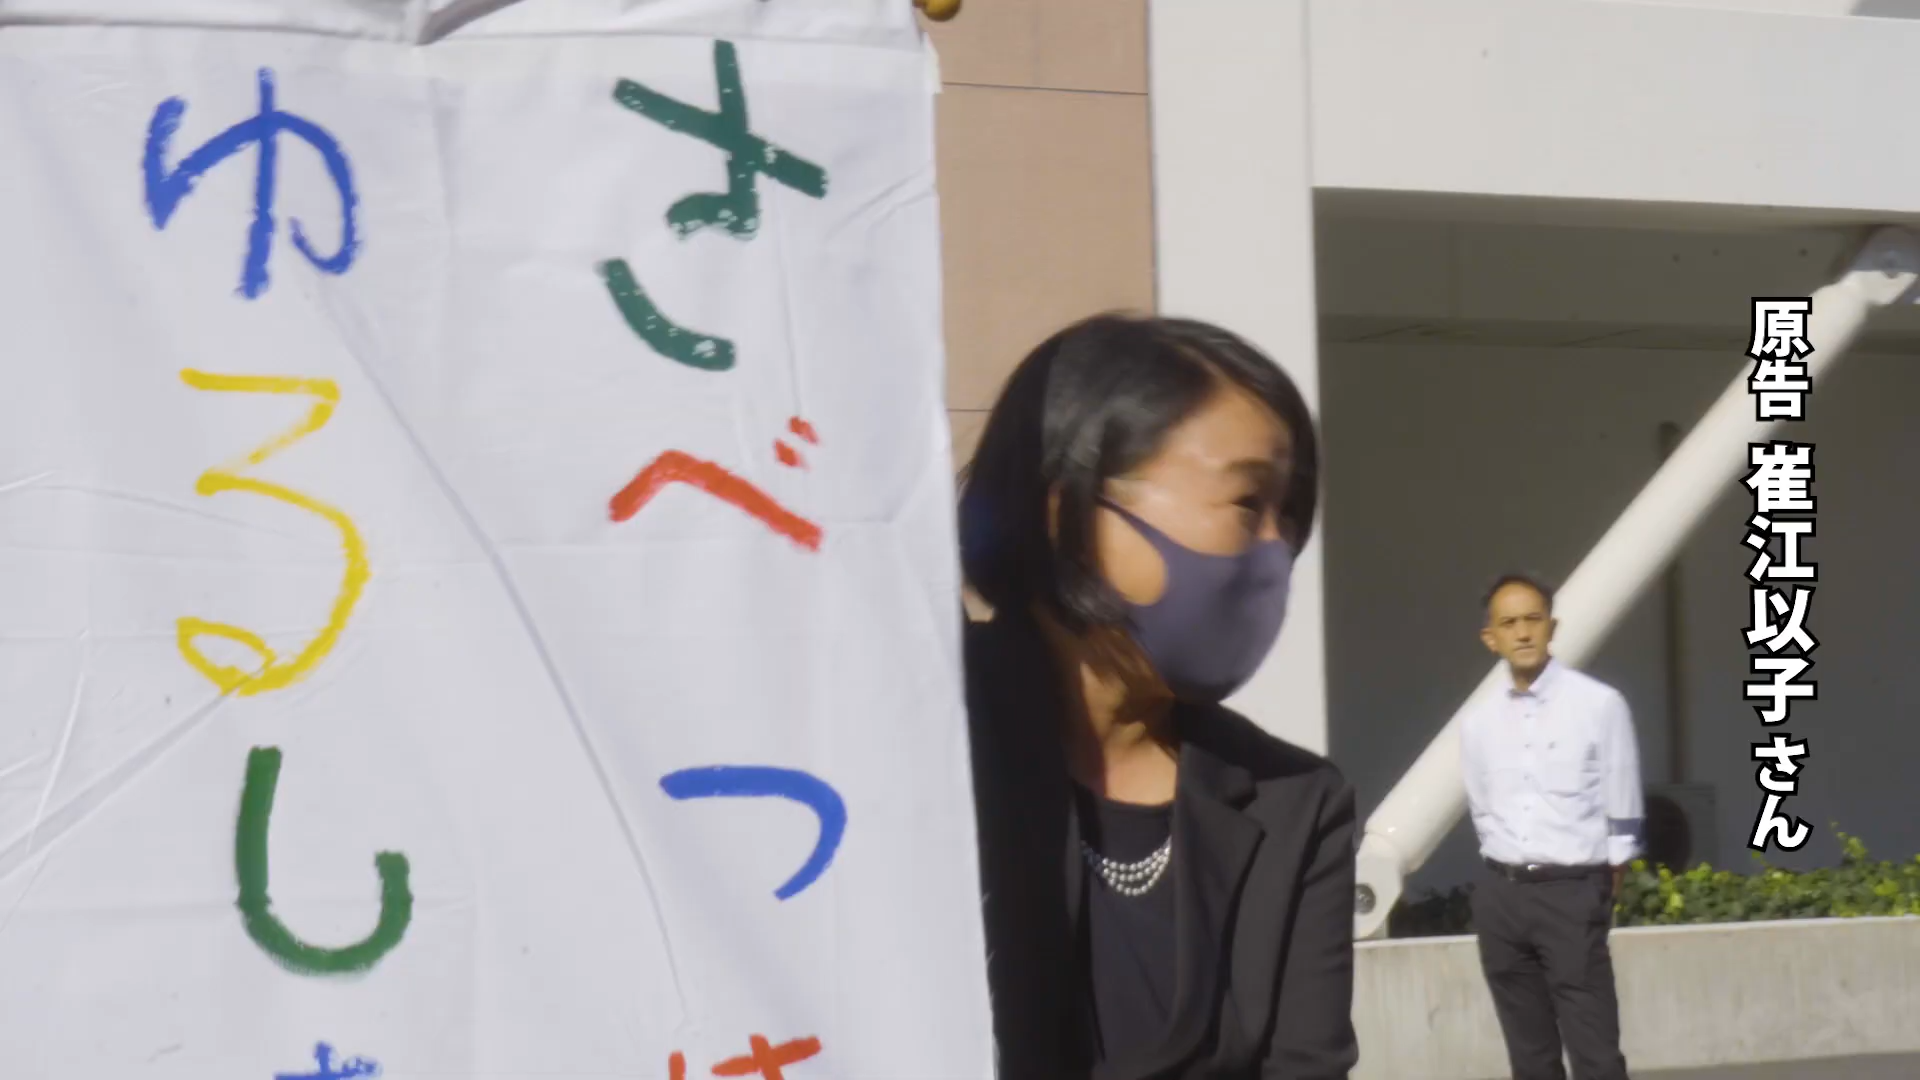 原告 崔江以子さん
さべつ
ゆるし